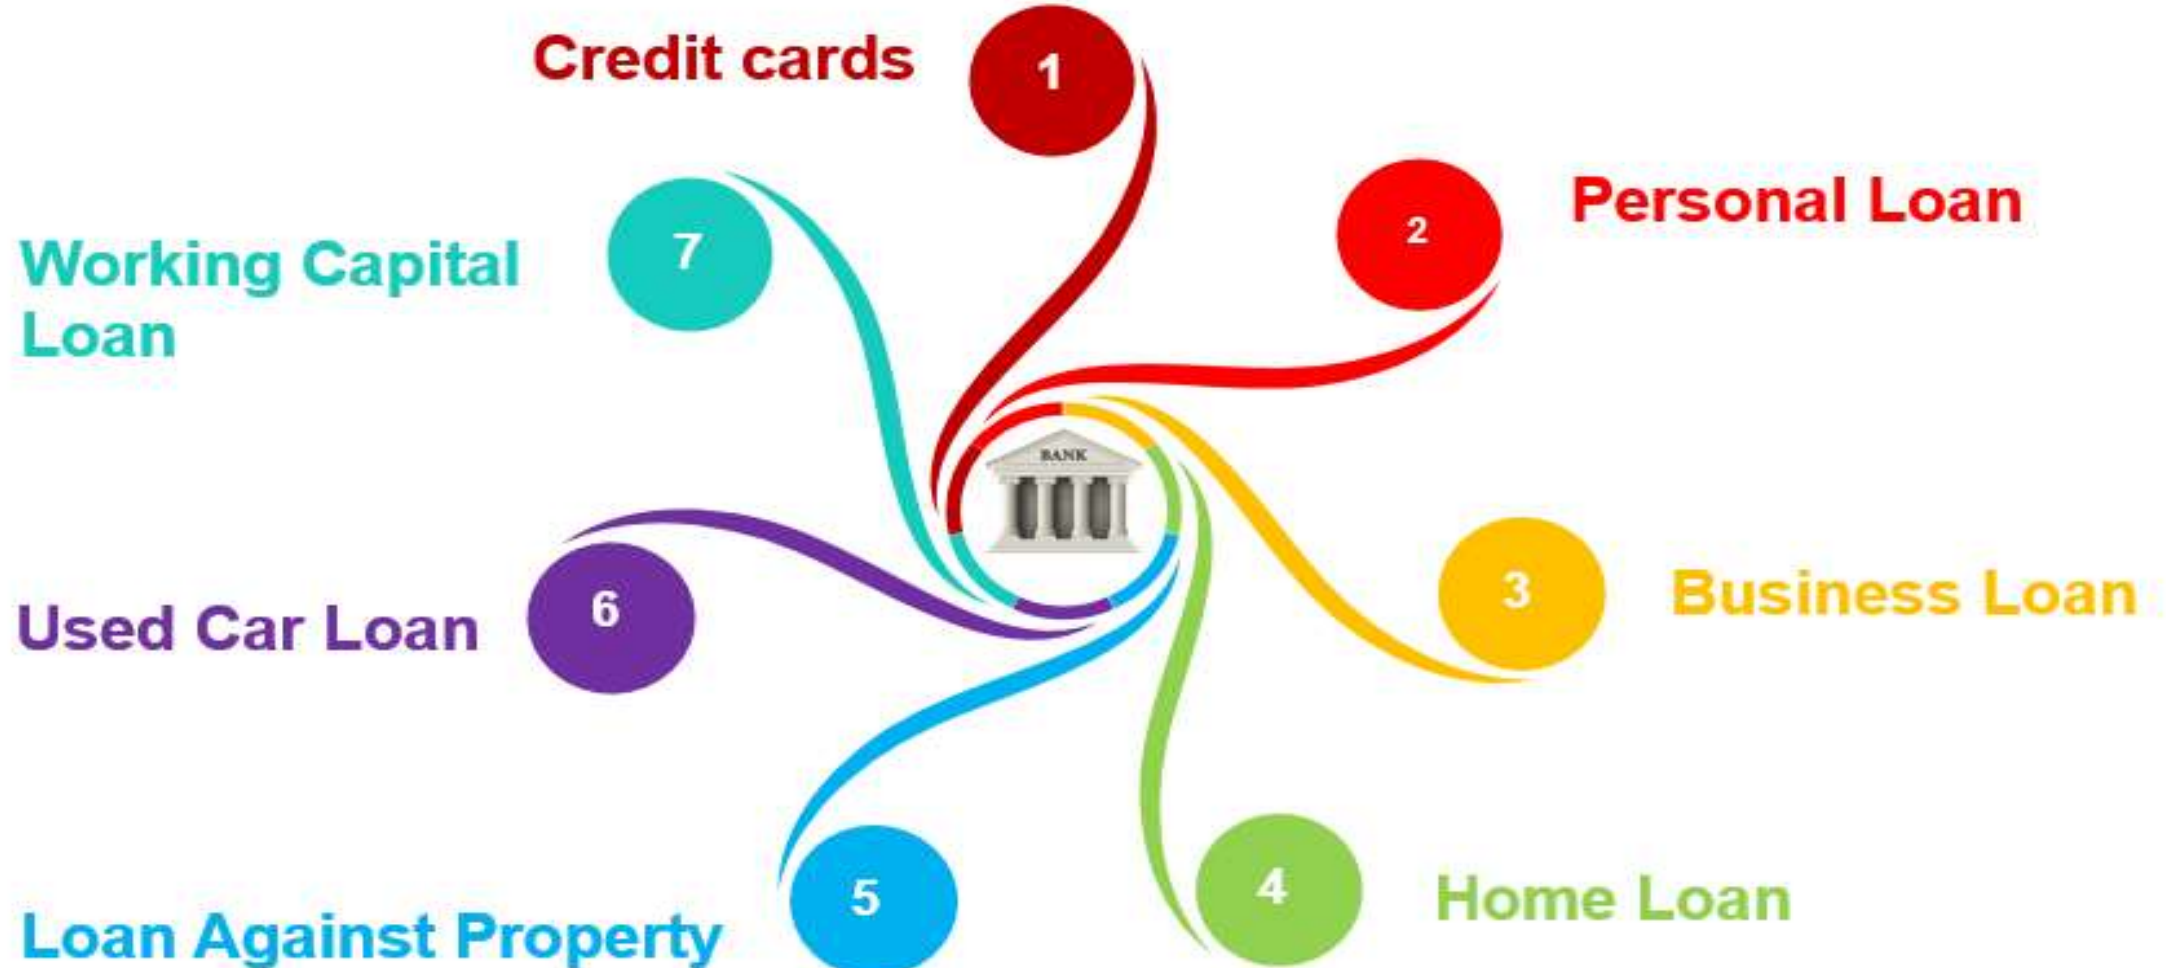 Credit cards
1
2
Personal Loan
3
Business Loan
4
Home Loan
5
Loan Against Property
6
Used Car Loan
7
Working Capital
Loan
BANK